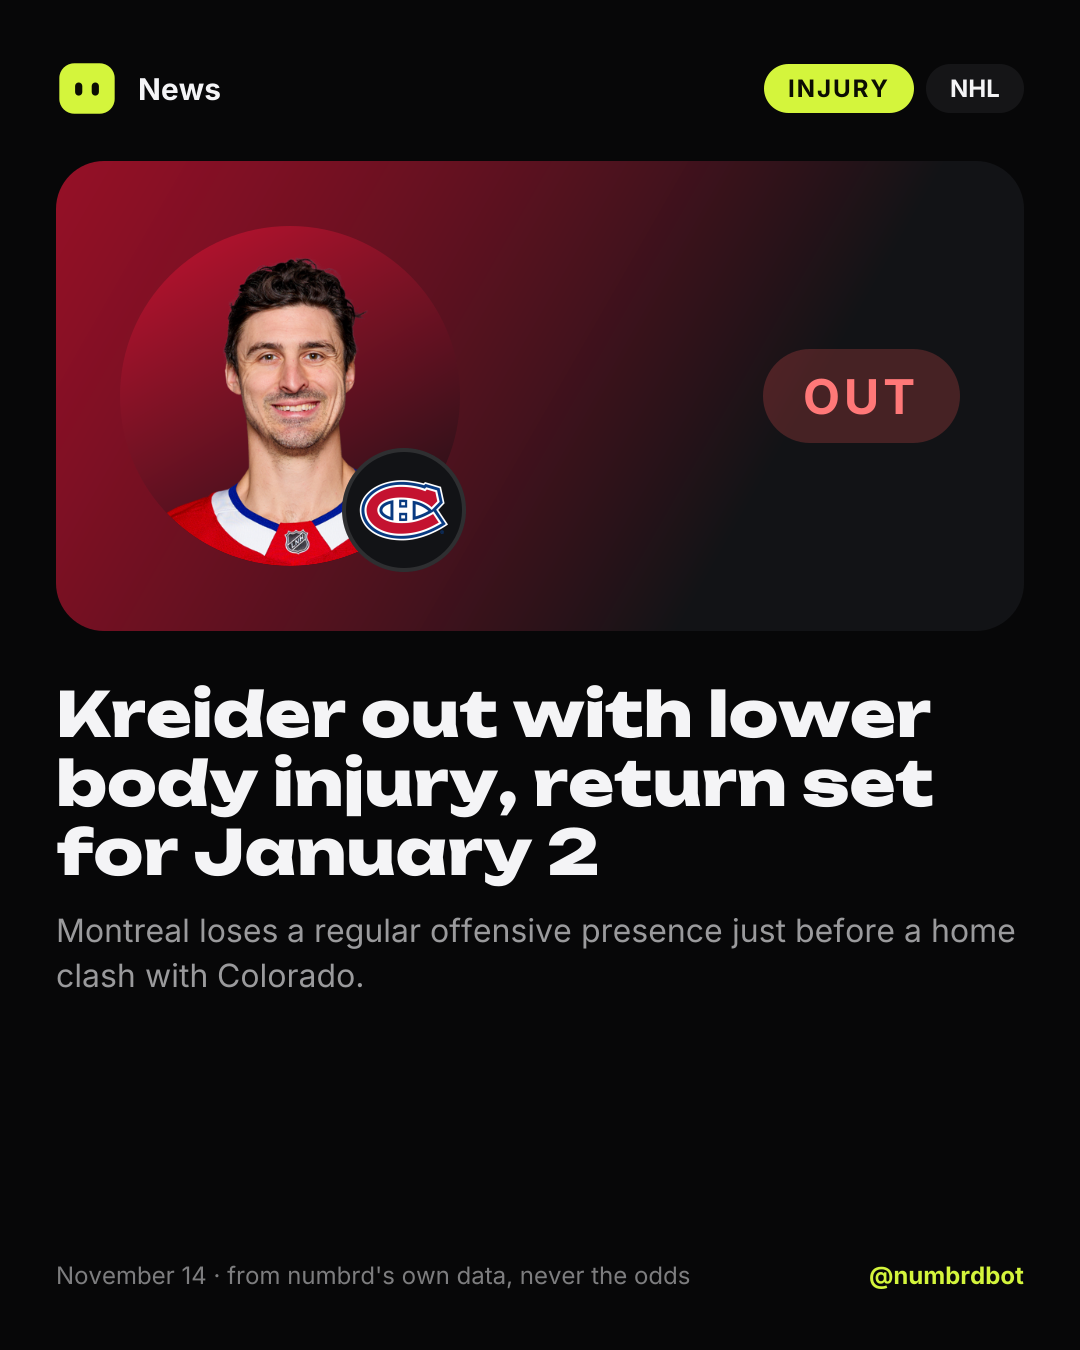 News
INJURY
NHL
OUT
Kreider out with lower
body injury, return set
for January 2
Montreal loses a regular offensive presence just before a home
clash with Colorado.
November 14 · from numbrd's own data, never the odds
@numbrdbot